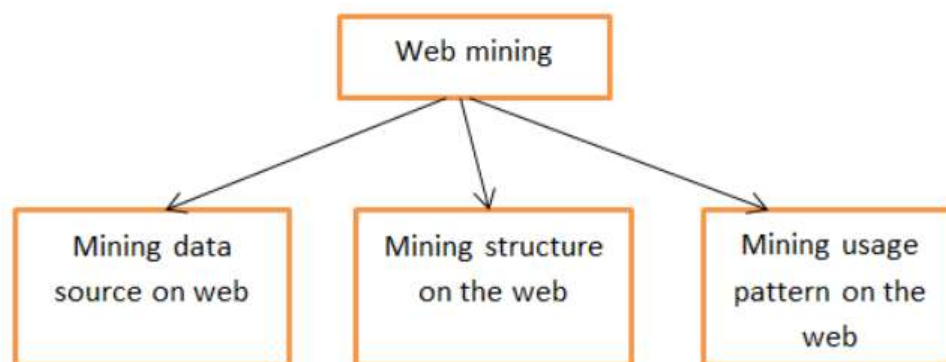 Web mining
Mining data
source on web
Mining structure
on the web
Mining usage
pattern on the
web